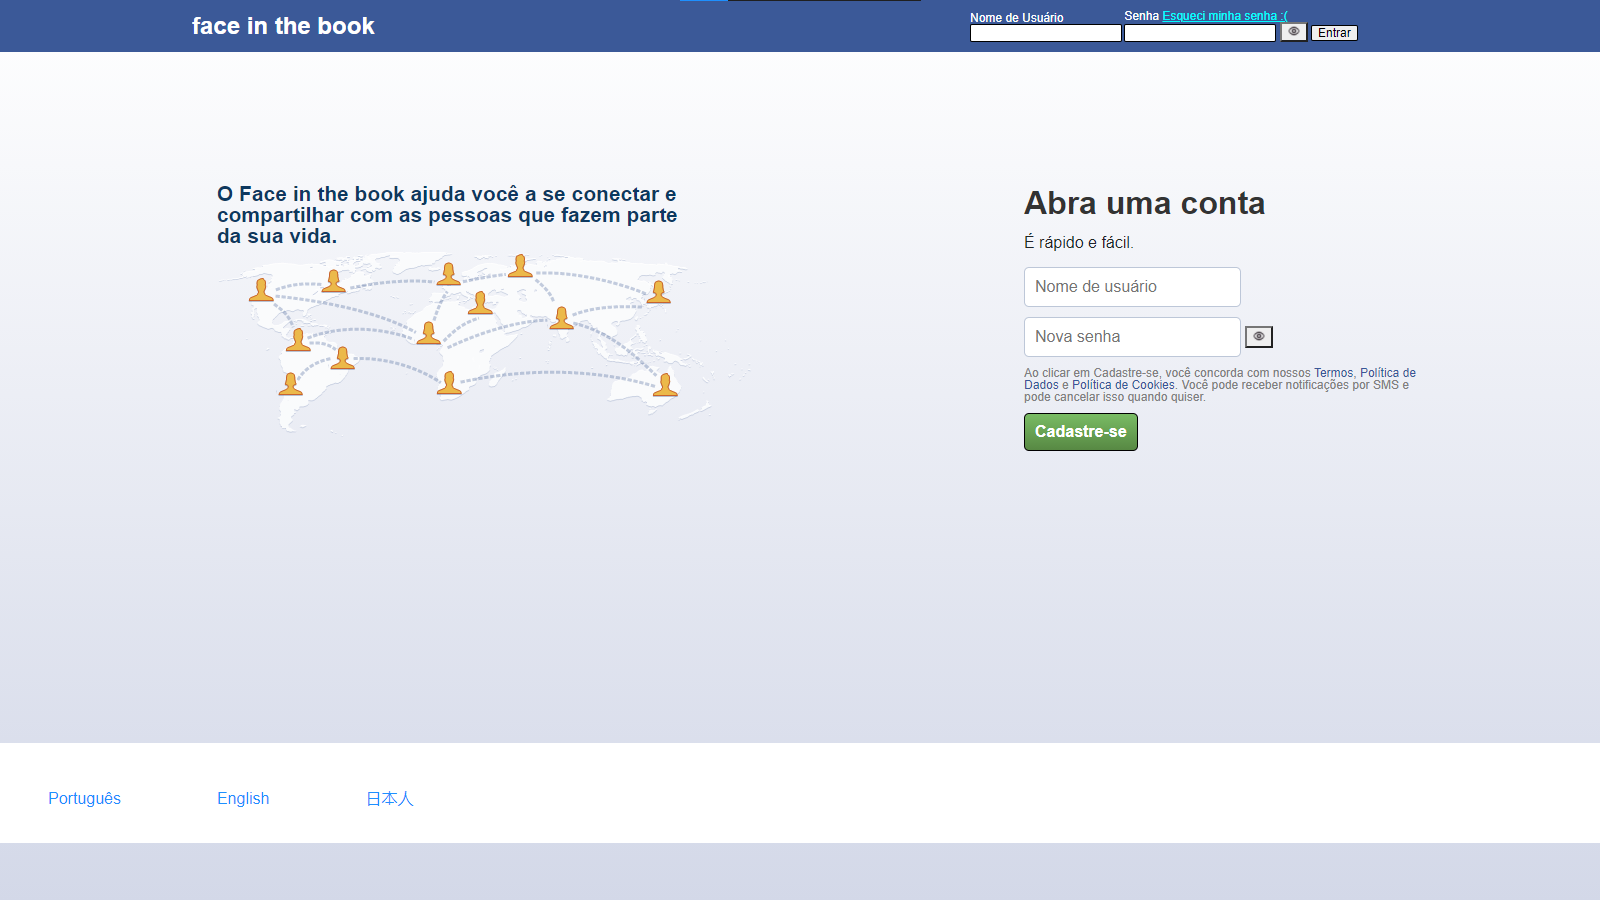 face in the book
Nome de Usuário
Senha Esqueci minha senha :(
Entrar
O Face in the book ajuda você a se conectar e
compartilhar com as pessoas que fazem parte
da sua vida.
Abra uma conta
É rápido e fácil.
Nome de usuário
Nova senha
Ao clicar em Cadastre-se, você concorda com nossos Termos, Política de
Dados e Política de Cookies. Você pode receber notificações por SMS e
pode cancelar isso quando quiser.
Cadastre-se
Português
English
日本人